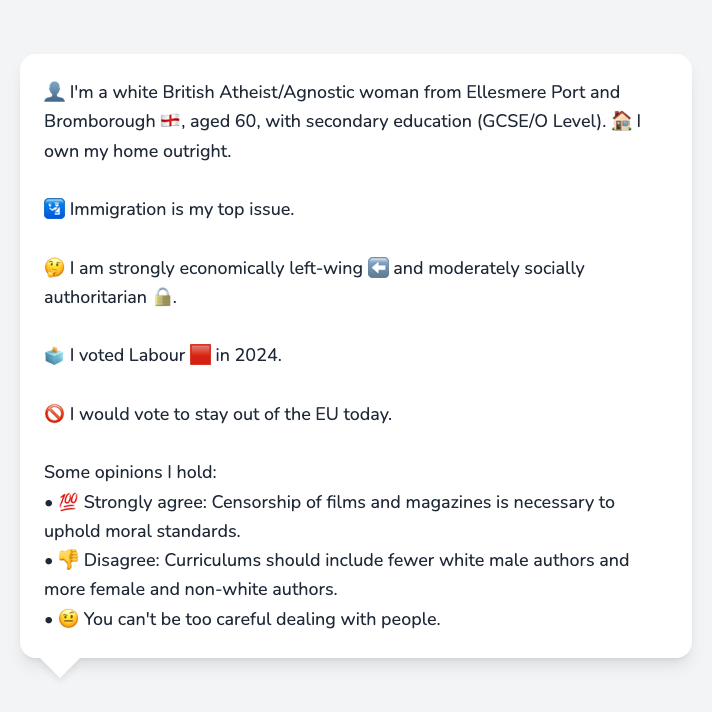 👤 I'm a white British Atheist/Agnostic woman from Ellesmere Port and
Bromborough 🏴󠁧󠁢󠁥󠁮󠁧󠁿, aged 60, with secondary education (GCSE/O Level). 🏠 I
own my home outright.
🛂 Immigration is my top issue.
🤔 I am strongly economically left-wing ⬅️ and moderately socially
authoritarian 🔒.
🗳️ I voted Labour 🟥 in 2024.
🚫 I would vote to stay out of the EU today.
Some opinions I hold:
• 💯 Strongly agree: Censorship of films and magazines is necessary to
uphold moral standards.
• 👎 Disagree: Curriculums should include fewer white male authors and
more female and non-white authors.
• 🤨 You can't be too careful dealing with people.